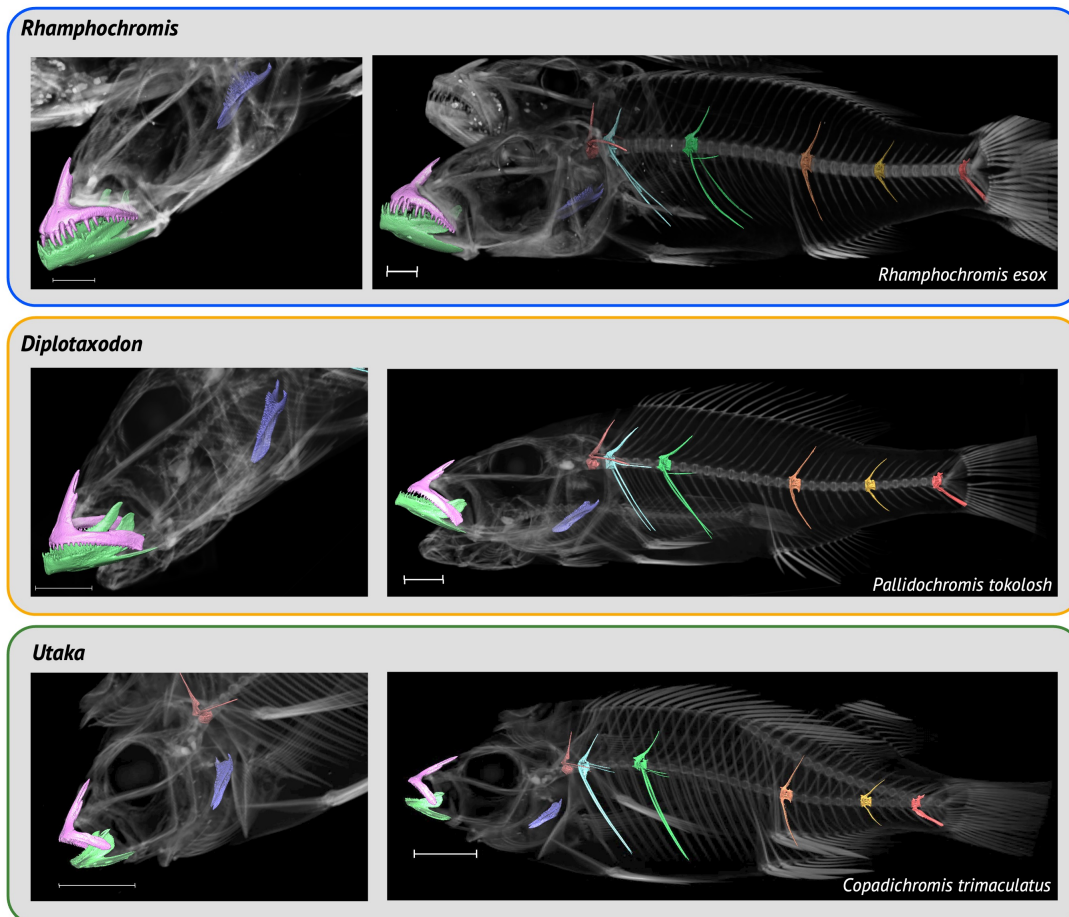 Rhamphochromis
Rhamphochromis esox
Diplotaxodon
Pallidochromis tokolosh
Utaka
Copadichromis trimaculatus